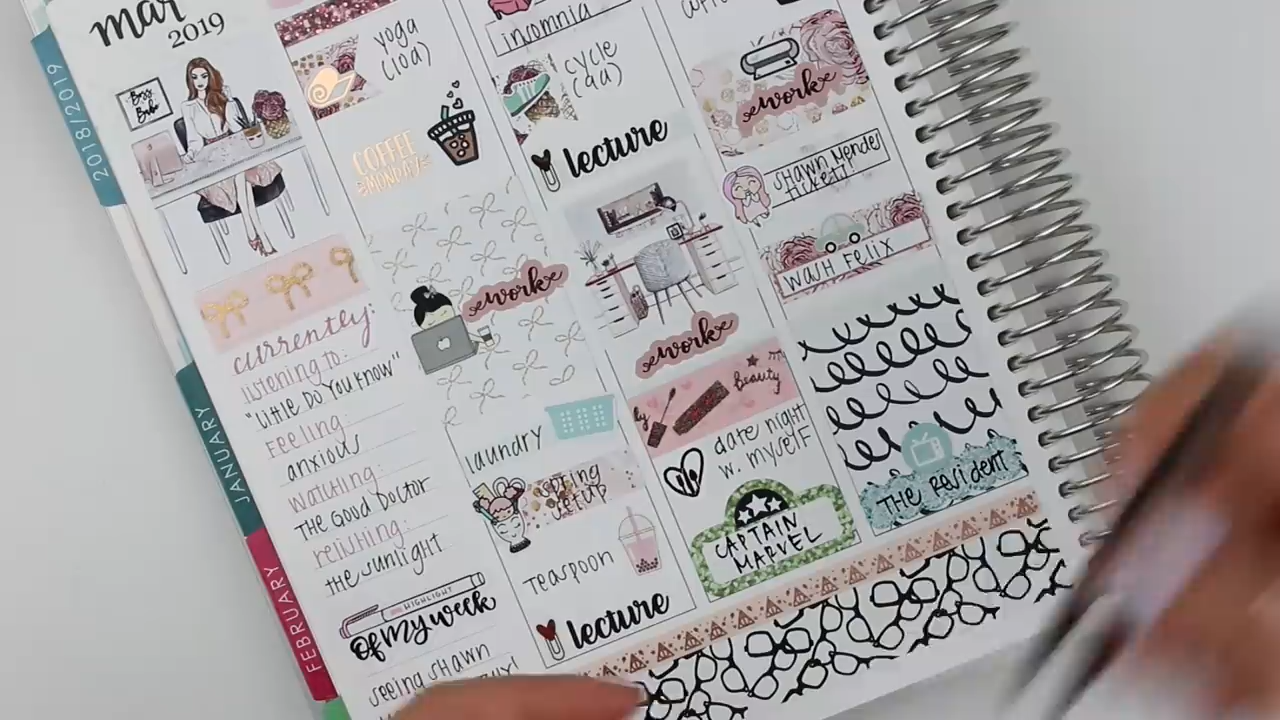 mar
2019
2018/2019
JANUARY
FEBRUARY
Boss
Babe
currently:
listening to:
"Little Do You Know"
Feeling:
anxious
watching:
The Good Doctor
relishing:
the sunlight
HIGHLIGHT
OF MY week
seeing Shawn
yoga
(10a)
COFFEE
MONDAY
work
laundry
spring
setup
Teaspoon
lecture
insomnia
cycle
(9a)
lecture
work
beauty
date night
w. myself
CAPTAIN
MARVEL
work
Shawn Mendes
tickets!
WASH FELIX
THE Resident